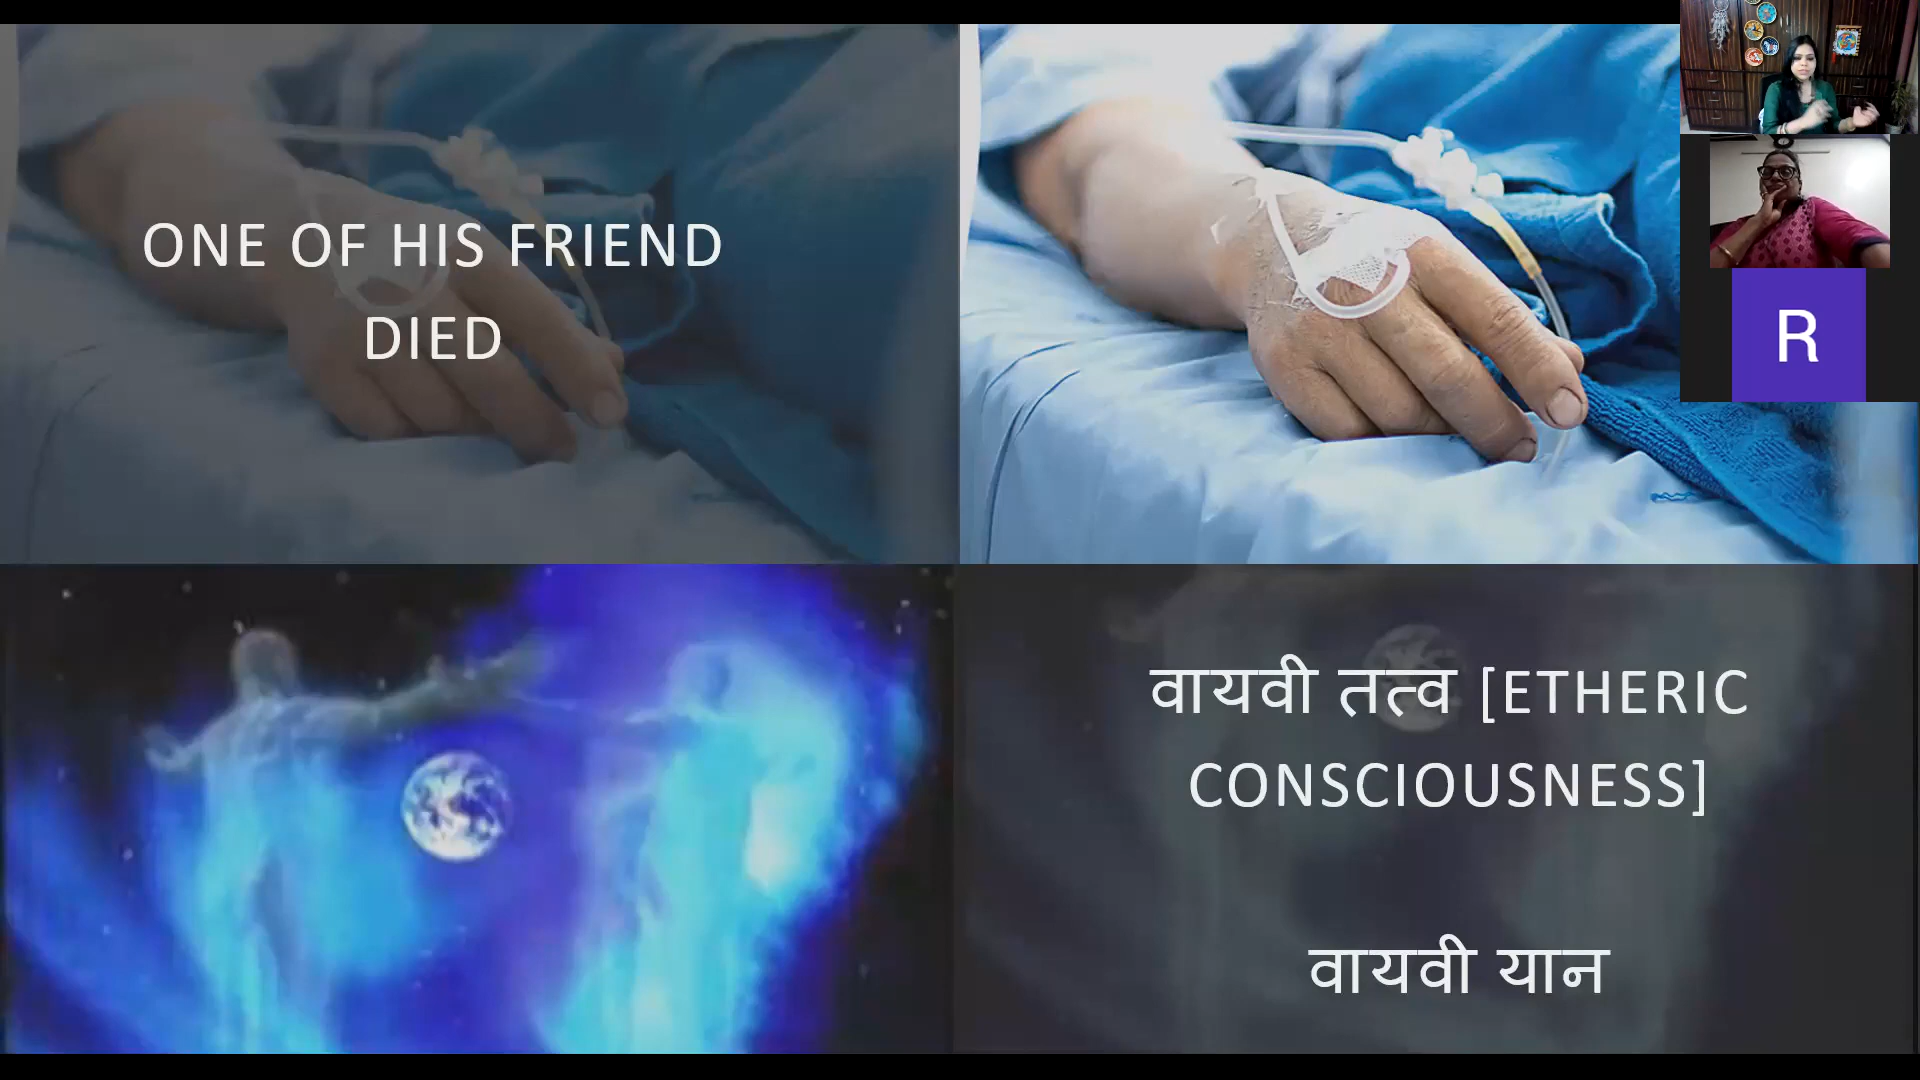 ONE OF HIS FRIEND
DIED
R
वायवी तत्व [ETHERIC
CONSCIOUSNESS]
वायवी यान